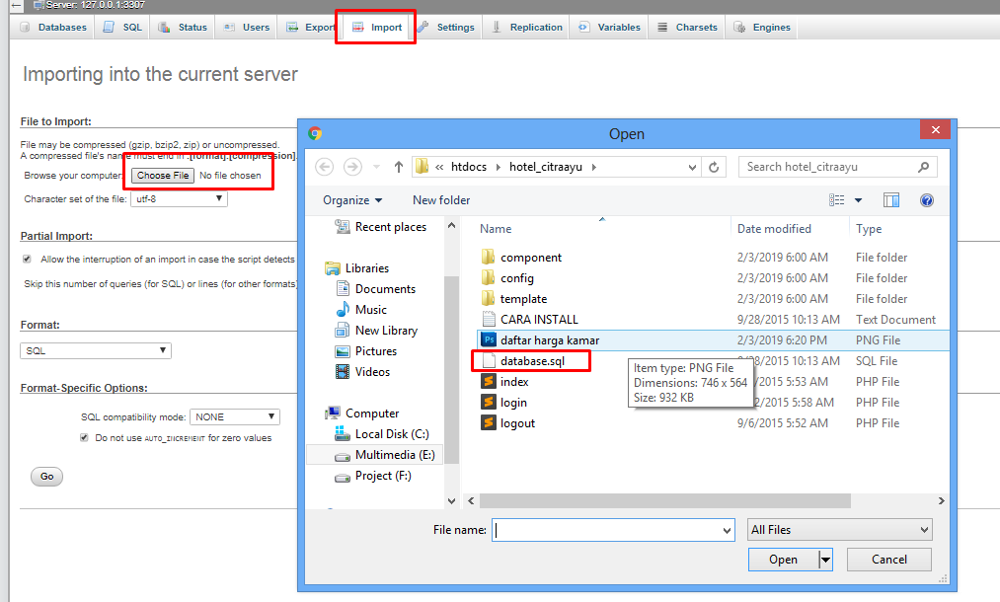 Server: 127.0.0.1:3307
Databases SQL Status Users Export Import Settings Replication Variables Charsets Engines
Importing into the current server
File to Import:
File may be compressed (gzip, bzip2, zip) or uncompressed.
A compressed file's name must end in .[format].[compression].
Browse your computer: Choose File No file chosen
Character set of the file: utf-8
Partial Import:
Allow the interruption of an import in case the script detects
Skip this number of queries (for SQL) or lines (for other formats)
Format:
SQL
Format-Specific Options:
SQL compatibility mode: NONE
Do not use AUTO_INCREMENT for zero values
Go
Open
« htdocs hotel_citraayu
Search hotel_citraayu
Organize New folder
Recent places
Libraries
Documents
Music
New Library
Pictures
Videos
Computer
Local Disk (C:)
Multimedia (E:)
Project (F:)
Name Date modified Type
component 2/3/2019 6:00 AM File folder
config 2/3/2019 6:00 AM File folder
template 2/3/2019 6:00 AM File folder
CARA INSTALL 9/28/2015 10:13 AM Text Document
Ps daftar harga kamar 2/3/2019 6:20 PM PNG File
database.sql 10:13 AM SQL File
index 5:53 AM PHP File
login 5:58 AM PHP File
logout 9/6/2015 5:52 AM PHP File
Item type: PNG File
Dimensions: 746 x 564
Size: 932 KB
File name: All Files
Open Cancel